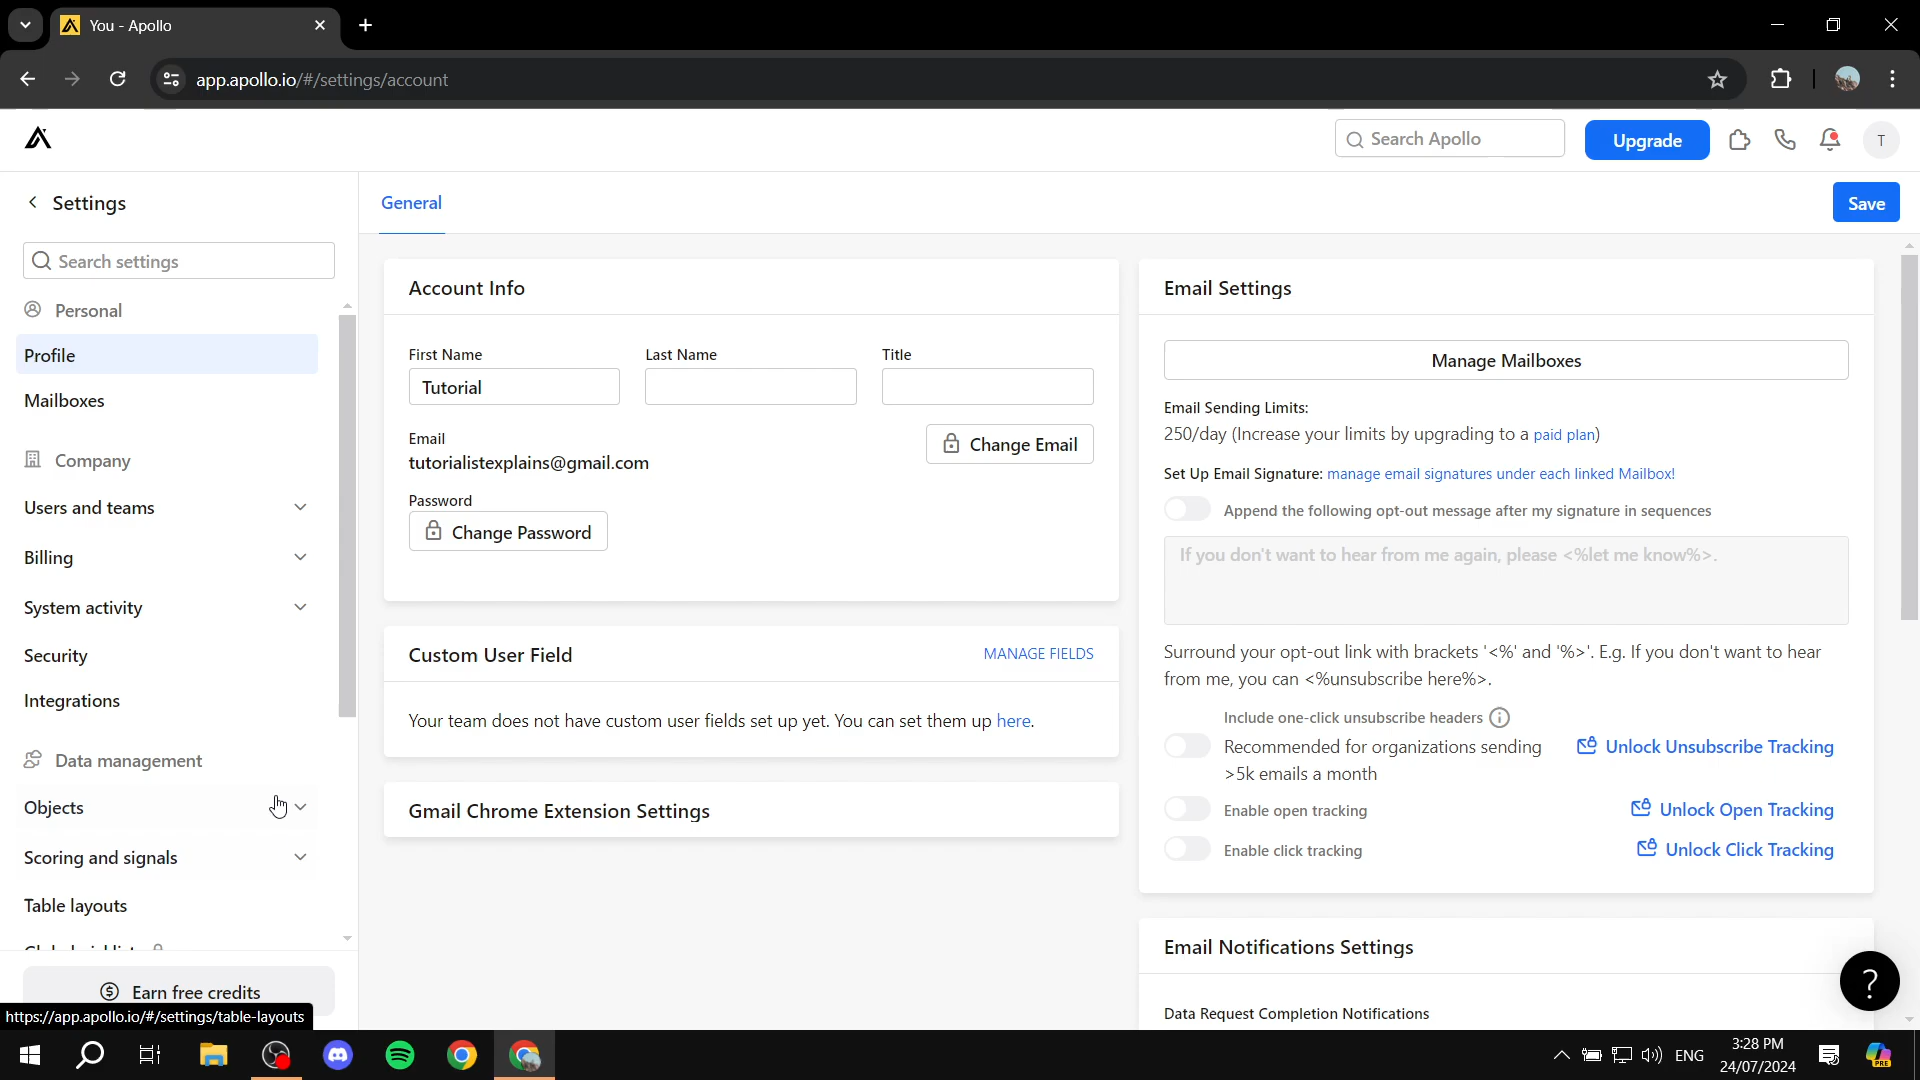 You - Apollo
app.apollo.io/#/settings/account
Search Apollo
Upgrade
T
Settings
General
Save
Search settings
Personal
Profile
Mailboxes
Company
Users and teams
Billing
System activity
Security
Integrations
Data management
Objects
Scoring and signals
Table layouts
Earn free credits
https://app.apollo.io/#/settings/table-layouts
Account Info
First Name
Last Name
Title
Tutorial
Email
tutorialistexplains@gmail.com
Change Email
Password
Change Password
Custom User Field
MANAGE FIELDS
Your team does not have custom user fields set up yet. You can set them up here.
Gmail Chrome Extension Settings
Email Settings
Manage Mailboxes
Email Sending Limits:
250/day (Increase your limits by upgrading to a paid plan)
Set Up Email Signature: manage email signatures under each linked Mailbox!
Append the following opt-out message after my signature in sequences
If you don't want to hear from me again, please <%let me know%>.
Surround your opt-out link with brackets '<%' and '%>'. E.g. If you don't want to hear
from me, you can <%unsubscribe here%>.
Include one-click unsubscribe headers
Recommended for organizations sending
>5k emails a month
Unlock Unsubscribe Tracking
Enable open tracking
Unlock Open Tracking
Enable click tracking
Unlock Click Tracking
Email Notifications Settings
Data Request Completion Notifications
?
ENG
3:28 PM
24/07/2024
PRE